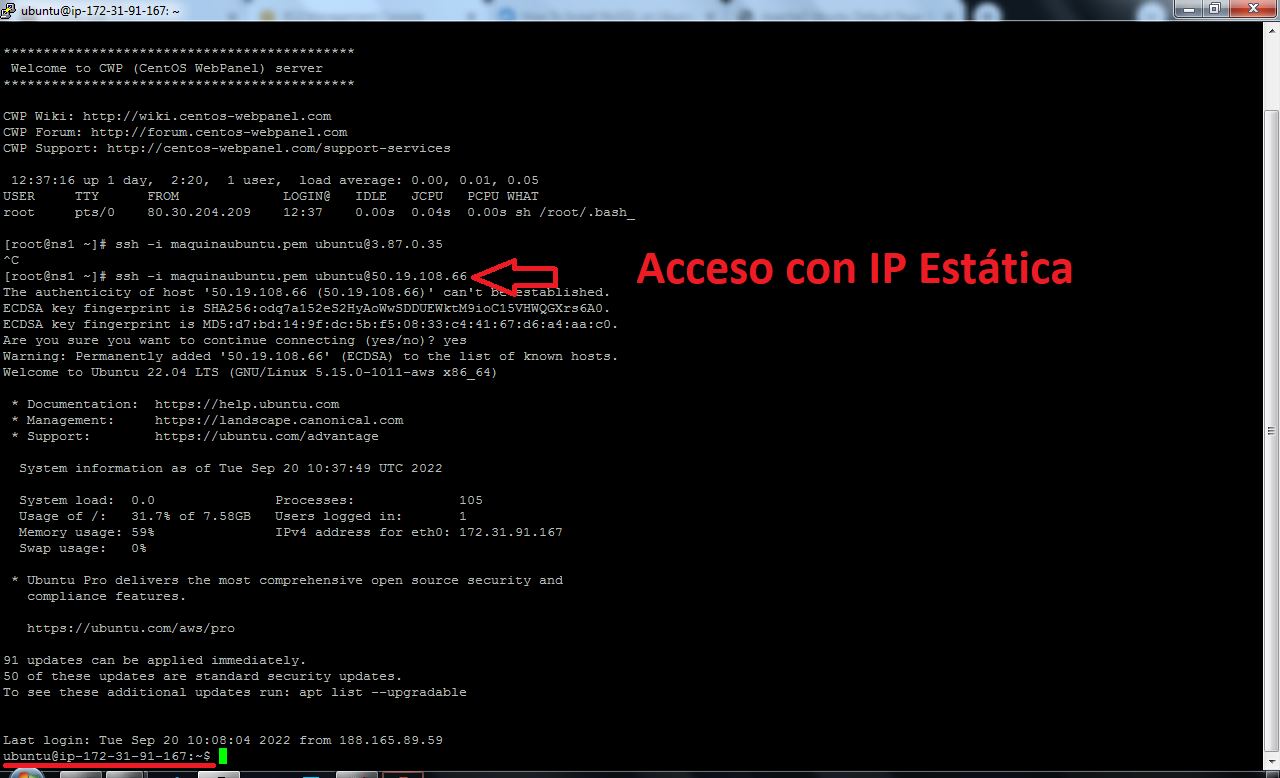 ubuntu@ip-172-31-91-167: ~
********************************************
Welcome to CWP (CentOS WebPanel) server
********************************************
CWP Wiki: http://wiki.centos-webpanel.com
CWP Forum: http://forum.centos-webpanel.com
CWP Support: http://centos-webpanel.com/support-services
12:37:16 up 1 day,  2:20,  1 user,  load average: 0.00, 0.01, 0.05
USER     TTY      FROM             LOGIN@   IDLE   JCPU   PCPU WHAT
root     pts/0    80.30.204.209    12:37    0.00s  0.04s  0.00s sh /root/.bash_
[root@ns1 ~]# ssh -i maquinaubuntu.pem ubuntu@3.87.0.35
^C
[root@ns1 ~]# ssh -i maquinaubuntu.pem ubuntu@50.19.108.66
Acceso con IP Estática
The authenticity of host '50.19.108.66 (50.19.108.66)' can't be established.
ECDSA key fingerprint is SHA256:odq7a152eS2HyAoWwSDDUEWktM9ioC15VHWQGXrs6A0.
ECDSA key fingerprint is MD5:d7:bd:14:9f:dc:5b:f5:08:33:c4:41:67:d6:a4:aa:c0.
Are you sure you want to continue connecting (yes/no)? yes
Warning: Permanently added '50.19.108.66' (ECDSA) to the list of known hosts.
Welcome to Ubuntu 22.04 LTS (GNU/Linux 5.15.0-1011-aws x86_64)
* Documentation:  https://help.ubuntu.com
* Management:     https://landscape.canonical.com
* Support:        https://ubuntu.com/advantage
System information as of Tue Sep 20 10:37:49 UTC 2022
System load:  0.0               Processes:             105
Usage of /:   31.7% of 7.58GB   Users logged in:       1
Memory usage: 59%               IPv4 address for eth0: 172.31.91.167
Swap usage:   0%
* Ubuntu Pro delivers the most comprehensive open source security and
compliance features.
https://ubuntu.com/aws/pro
91 updates can be applied immediately.
50 of these updates are standard security updates.
To see these additional updates run: apt list --upgradable
Last login: Tue Sep 20 10:08:04 2022 from 188.165.89.59
ubuntu@ip-172-31-91-167:~$